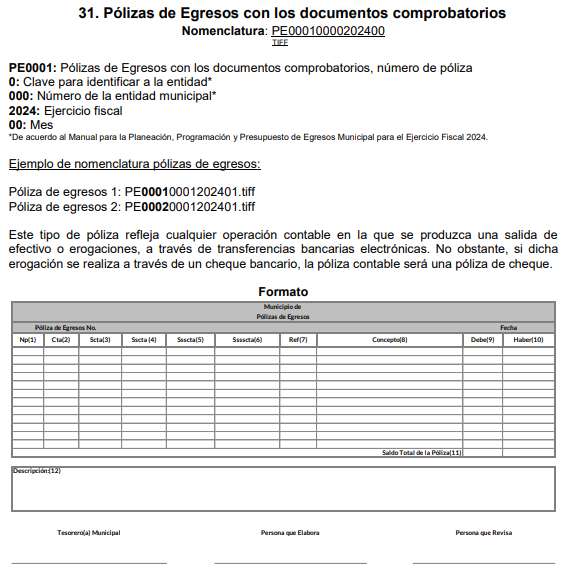 31. Pólizas de Egresos con los documentos comprobatorios
Nomenclatura: PE00010000202400
TIFF
PE0001: Pólizas de Egresos con los documentos comprobatorios, número de póliza
0: Clave para identificar a la entidad*
000: Número de la entidad municipal*
2024: Ejercicio fiscal
00: Mes
*De acuerdo al Manual para la Planeación, Programación y Presupuesto de Egresos Municipal para el Ejercicio Fiscal 2024.
Ejemplo de nomenclatura pólizas de egresos:
Póliza de egresos 1: PE00010001202401.tiff
Póliza de egresos 2: PE00020001202401.tiff
Este tipo de póliza refleja cualquier operación contable en la que se produzca una salida de
efectivo o erogaciones, a través de transferencias bancarias electrónicas. No obstante, si dicha
erogación se realiza a través de un cheque bancario, la póliza contable será una póliza de cheque.
Formato
Municipio de
Pólizas de Egresos
Póliza de Egresos No. Fecha
Np(1) Cta(2) Scta(3) Sscta (4) Ssscta(5) Sssscta(6) Ref(7) Concepto(8) Debe(9) Haber(10)
Saldo Total de la Póliza(11)
Descripción:(12)
Tesorero(a) Municipal Persona que Elabora Persona que Revisa